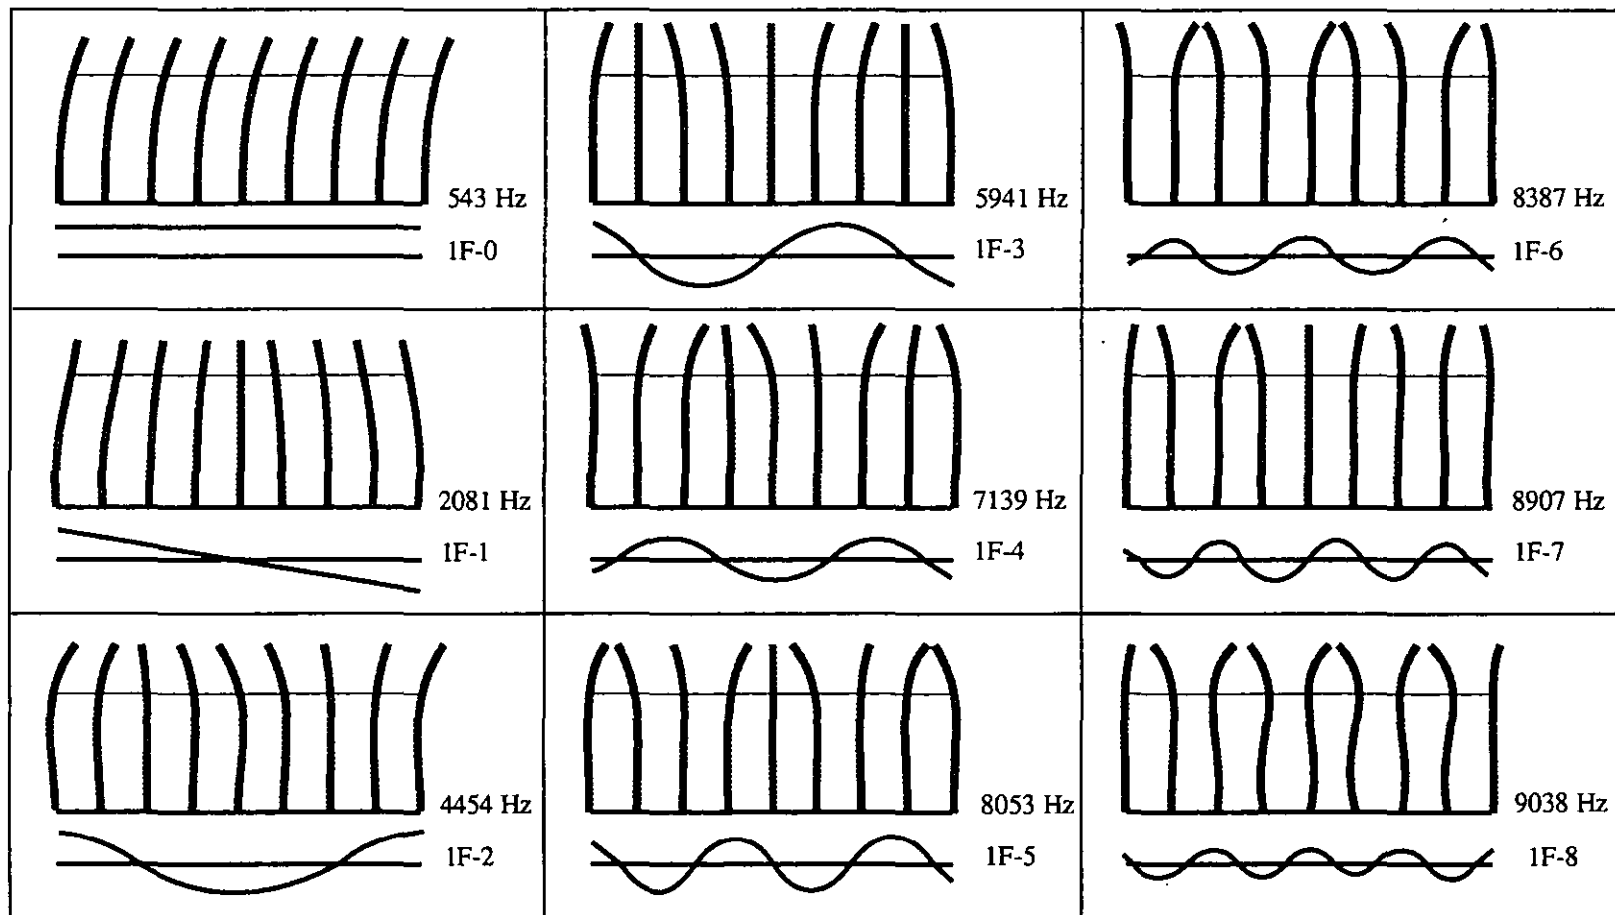 543 Hz
1F-0
5941 Hz
1F-3
8387 Hz
1F-6
2081 Hz
1F-1
7139 Hz
1F-4
8907 Hz
1F-7
4454 Hz
1F-2
8053 Hz
1F-5
9038 Hz
1F-8